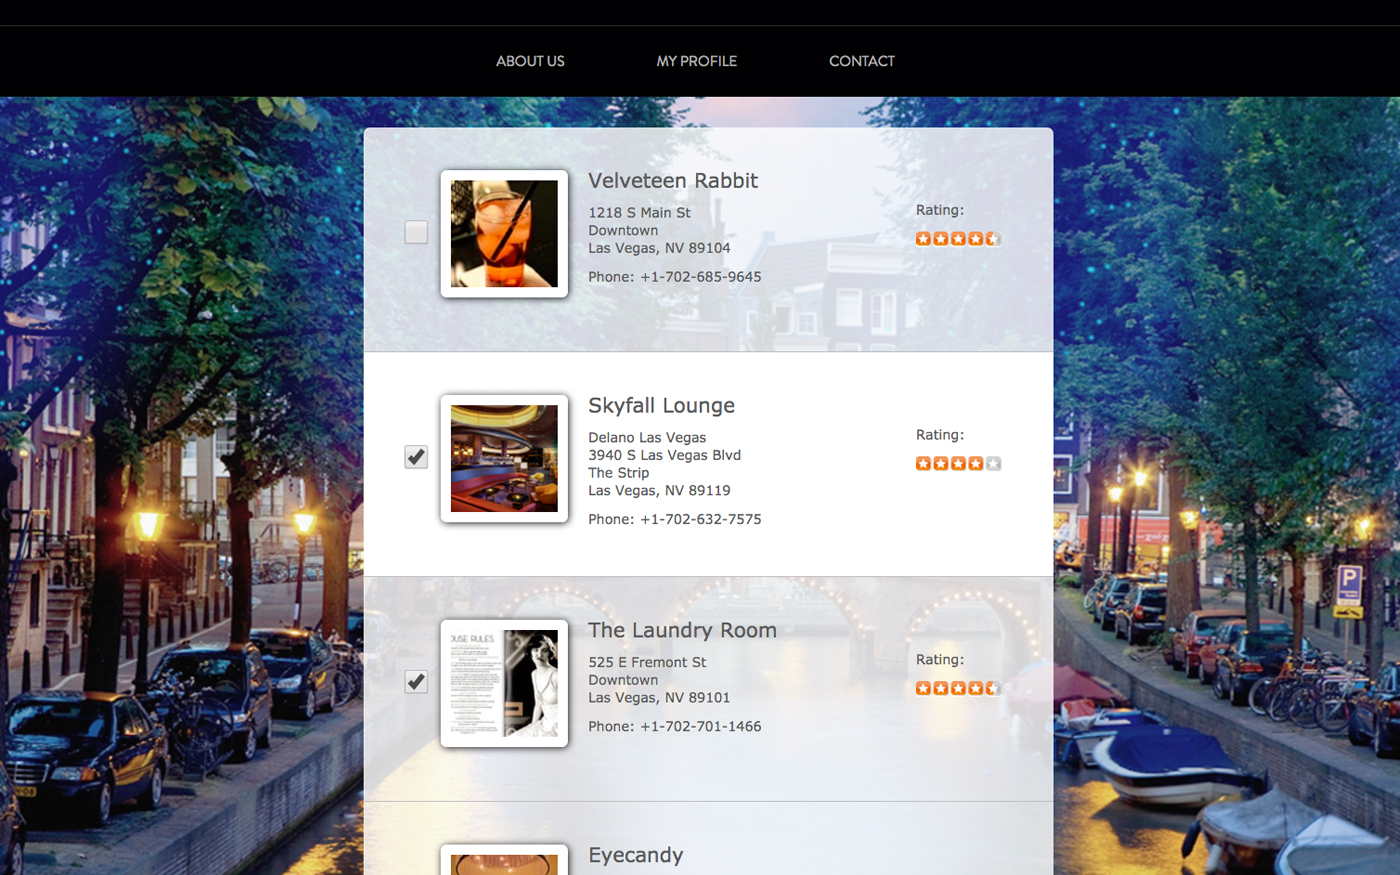 ABOUT US
MY PROFILE
CONTACT
Velveteen Rabbit
1218 S Main St
Downtown
Las Vegas, NV 89104
Phone: +1-702-685-9645
Rating:
Skyfall Lounge
Delano Las Vegas
3940 S Las Vegas Blvd
The Strip
Las Vegas, NV 89119
Phone: +1-702-632-7575
Rating:
The Laundry Room
525 E Fremont St
Downtown
Las Vegas, NV 89101
Phone: +1-702-701-1466
Rating:
OUSE RULES
Eyecandy
P